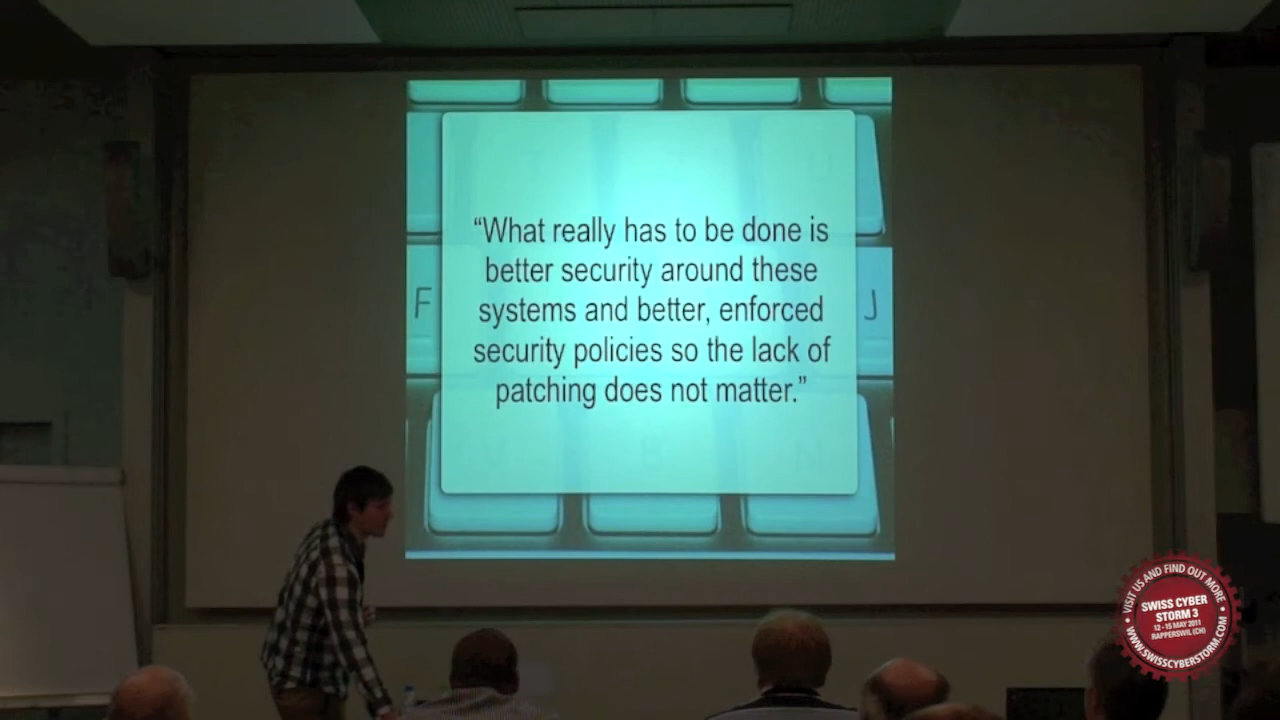 “What really has to be done is
better security around these
systems and better, enforced
security policies so the lack of
patching does not matter.”
F
J
VISIT US AND FIND OUT MORE
SWISS CYBER
STORM 3
12 - 15 MAY 2011
RAPPERSWIL (CH)
WWW.SWISSCYBERSTORM.COM